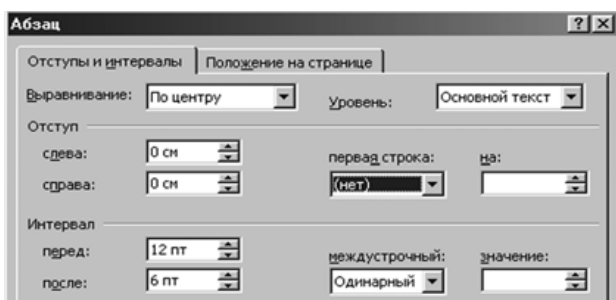 Абзац
Отступы и интервалы Положение на странице
Выравнивание: По центру Уровень: Основной текст
Отступ
слева: 0 см первая строка: на:
справа: 0 см (нет)
Интервал
перед: 12 пт междустрочный: значение:
после: 6 пт Одинарный